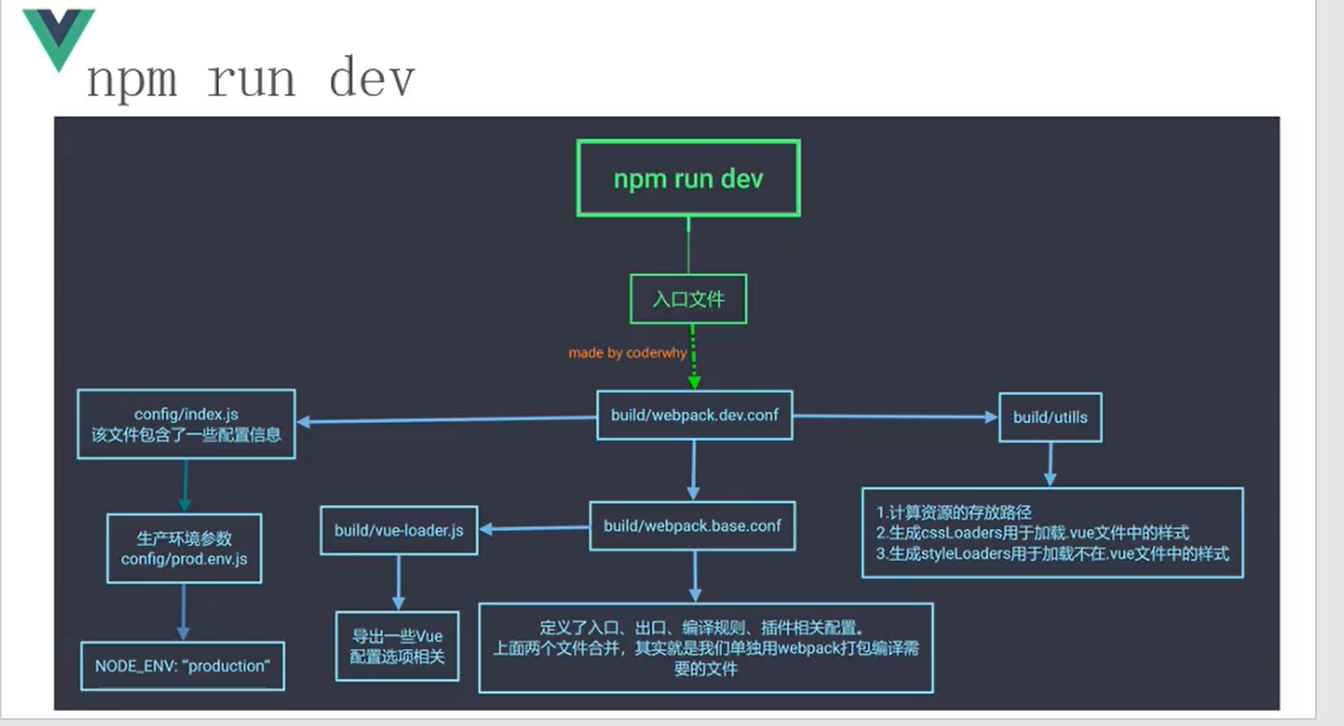 npm run dev
npm run dev
入口文件
made by coderwhy
config/index.js
该文件包含了一些配置信息
build/webpack.dev.conf
build/utills
生产环境参数
config/prod.env.js
build/vue-loader.js
build/webpack.base.conf
1.计算资源的存放路径
2.生成cssLoaders用于加载.vue文件中的样式
3.生成styleLoaders用于加载不在.vue文件中的样式
NODE_ENV: "production"
导出一些Vue
配置选项相关
定义了入口、出口、编译规则、插件相关配置。
上面两个文件合并，其实就是我们单独用webpack打包编译需
要的文件